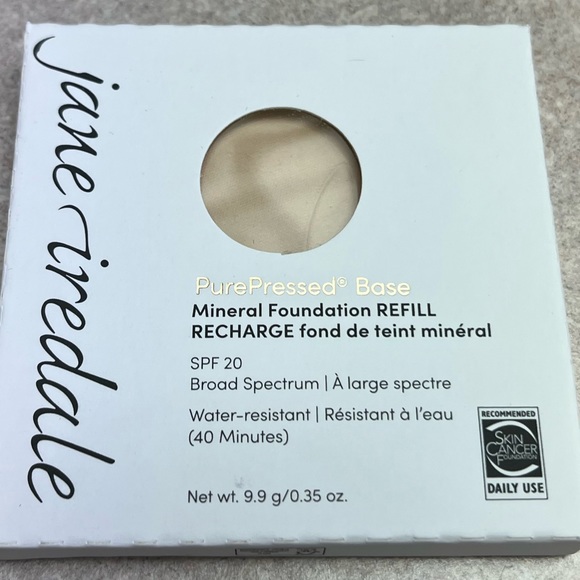 jane iredale
PurePressed® Base
Mineral Foundation REFILL
RECHARGE fond de teint minéral
SPF 20
Broad Spectrum | À large spectre
Water-resistant | Résistant à l'eau
(40 Minutes)
RECOMMENDED
SKIN
CANCER
FOUNDATION
DAILY USE
Net wt. 9.9 g/0.35 oz.